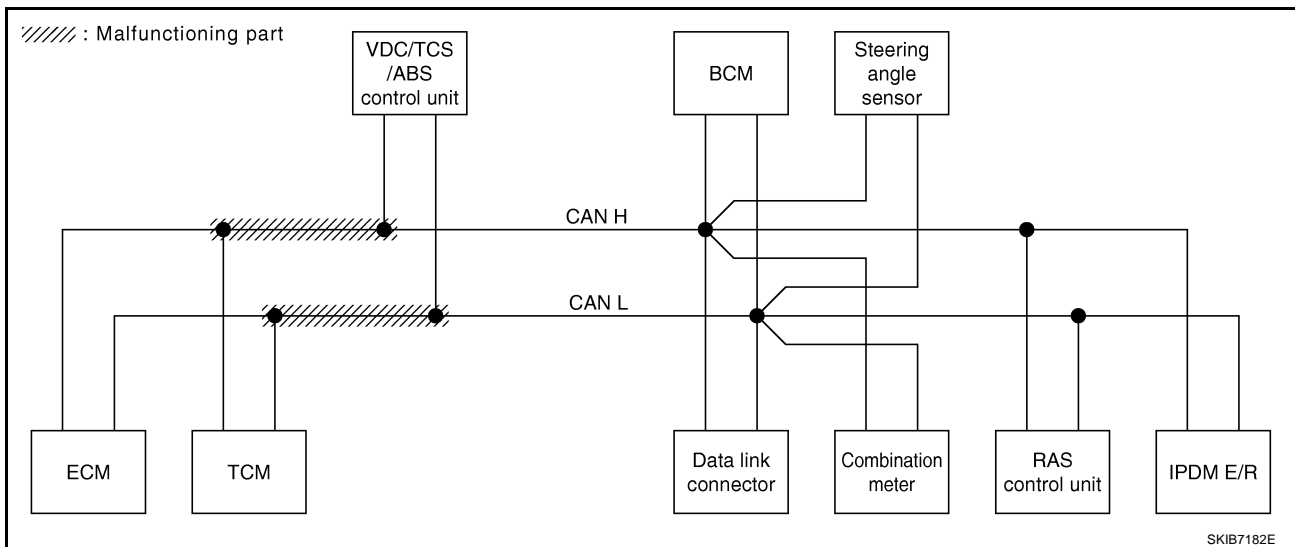 : Malfunctioning part
VDC/TCS
/ABS
control unit
BCM
Steering
angle
sensor
CAN H
CAN L
ECM
TCM
Data link
connector
Combination
meter
RAS
control unit
IPDM E/R
SKIB7182E